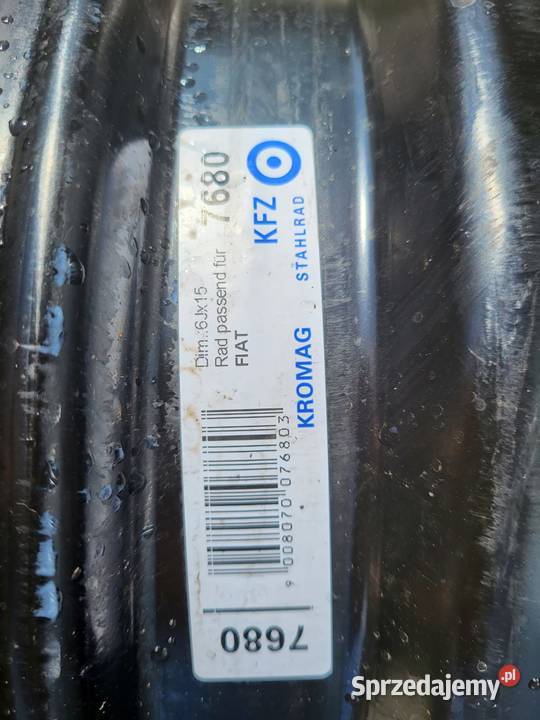 KFZ
STAHLRAD
KROMAG
7680
Dim.:6Jx15
Rad passend für
FIAT
9 008070 076803
7680
Sprzedajemy.pl